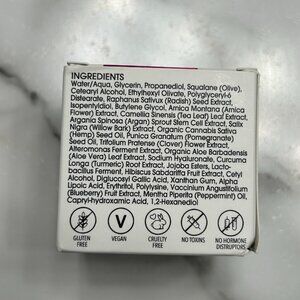 INGREDIENTS
Water/Aqua, Glycerin, Propanediol, Squalane (Olive),
Cetearyl Alcohol, Ethylhexyl Olivate, Polyglyceryl-6
Distearate, Raphanus Sativux (Radish) Seed Extract,
Isopentyldiol, Butylene Glycol, Arnica Montana (Arnica
Flower) Extract, Camellia Sinensis (Tea Leaf) Leaf Extract,
Argania Spinosa (Argan) Sprout Stem Cell Extract, Salix
Nigra (Willow Bark) Extract, Organic Cannabis Sativa
(Hemp) Seed Oil, Punica Granatum (Pomegranate)
Seed Oil, Trifolium Pratense (Clover) Flower Extract,
Alteromonas Ferment Extract, Organic Aloe Barbadensis
(Aloe Vera) Leaf Extract, Sodium Hyaluronate, Curcuma
Longa (Turmeric) Root Extract, Jojoba Esters, Lacto-
bacillus Ferment, Hibiscus Sabdariffa Fruit Extract, Cetyl
Alcohol, Diglucosyl Gallic Acid, Xanthan Gum, Alpha
Lipoic Acid, Erythritol, Polylysine, Vaccinium Angustifolium
(Blueberry) Fruit Extract, Mentha Piperita (Peppermint) Oil,
Capryl-hydroxamic Acid, 1,2-Hexanediol
GLUTEN
FREE
V
VEGAN
CRUELTY
FREE
NO TOXINS
NO HORMONE
DISRUPTORS